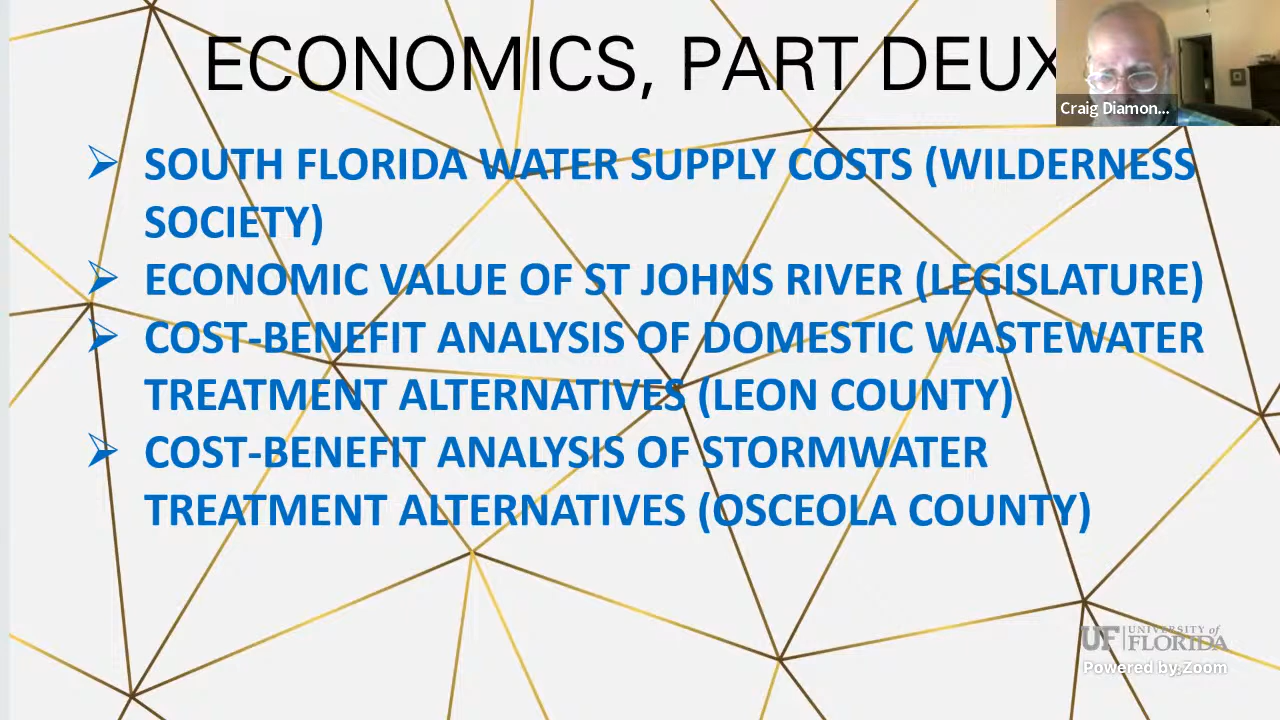 ECONOMICS, PART DEUX
Craig Diamon...
SOUTH FLORIDA WATER SUPPLY COSTS (WILDERNESS
SOCIETY)
ECONOMIC VALUE OF ST JOHNS RIVER (LEGISLATURE)
COST-BENEFIT ANALYSIS OF DOMESTIC WASTEWATER
TREATMENT ALTERNATIVES (LEON COUNTY)
COST-BENEFIT ANALYSIS OF STORMWATER
TREATMENT ALTERNATIVES (OSCEOLA COUNTY)
UF UNIVERSITY of
FLORIDA
Powered by Zoom